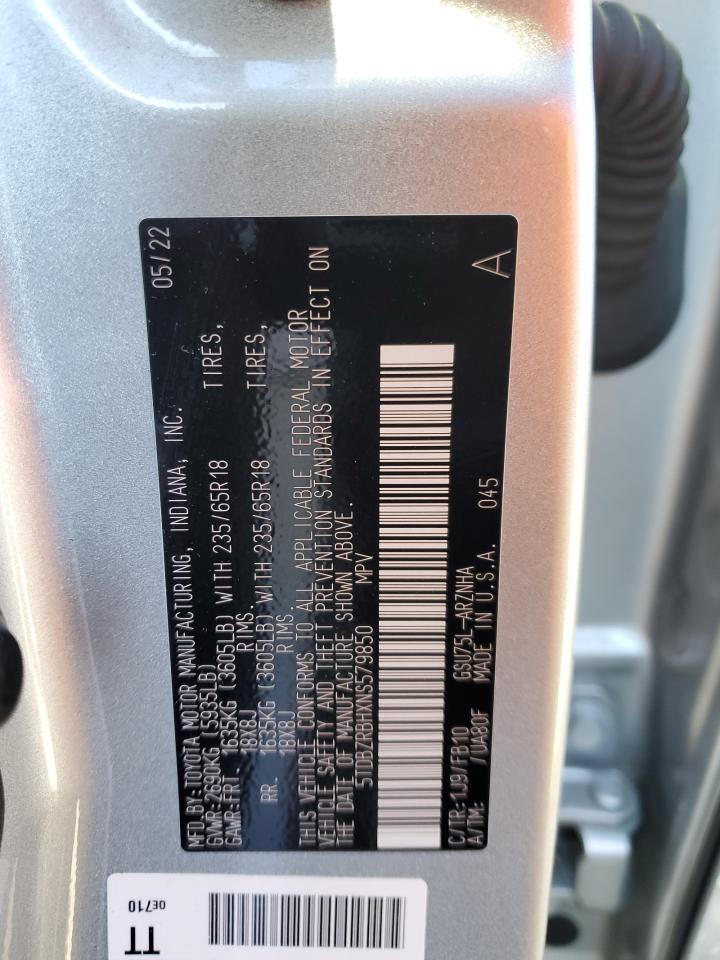 MFD.BY:TOYOTA MOTOR MANUFACTURING, INDIANA, INC. 05/22
GVWR:2690KG (5935LB)
GAWR:FRT. 1635KG (3605LB) WITH 235/65R18 TIRES,
18X8J RIMS.
RR. 1635KG (3605LB) WITH 235/65R18 TIRES,
18X8J RIMS.
THIS VEHICLE CONFORMS TO ALL APPLICABLE FEDERAL MOTOR
VEHICLE SAFETY AND THEFT PREVENTION STANDARDS IN EFFECT ON
THE DATE OF MANUFACTURE SHOWN ABOVE.
5TDBZRBHXNS579850 MPV
C/TR:1J9/FB00 GSU75L-ARZNHA
A/TM: /UA80F MADE IN U.S.A. 045 A
0E710
TT